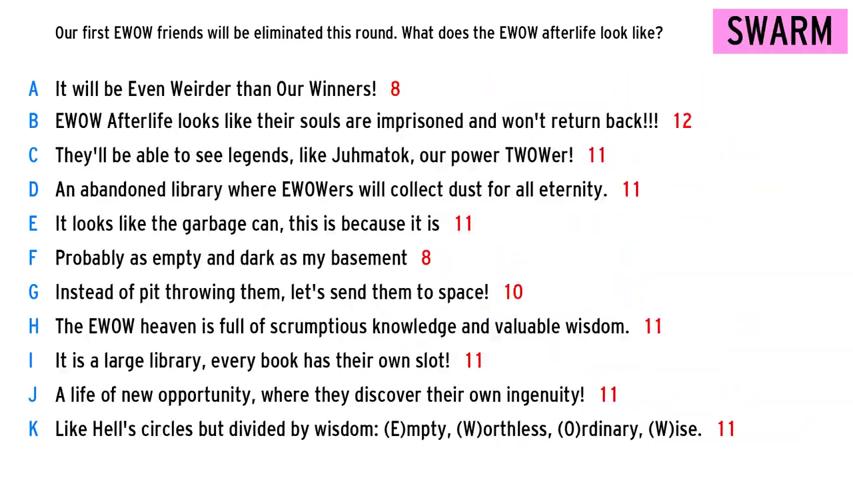 Our first EWOW friends will be eliminated this round. What does the EWOW afterlife look like?
SWARM
A It will be Even Weirder than Our Winners! 8
B EWOW Afterlife looks like their souls are imprisoned and won't return back!!! 12
C They'll be able to see legends, like Juhmatok, our power TWOWer! 11
D An abandoned library where EWOWers will collect dust for all eternity. 11
E It looks like the garbage can, this is because it is 11
F Probably as empty and dark as my basement 8
G Instead of pit throwing them, let's send them to space! 10
H The EWOW heaven is full of scrumptious knowledge and valuable wisdom. 11
I It is a large library, every book has their own slot! 11
J A life of new opportunity, where they discover their own ingenuity! 11
K Like Hell's circles but divided by wisdom: (E)mpty, (W)orthless, (O)rdinary, (W)ise. 11